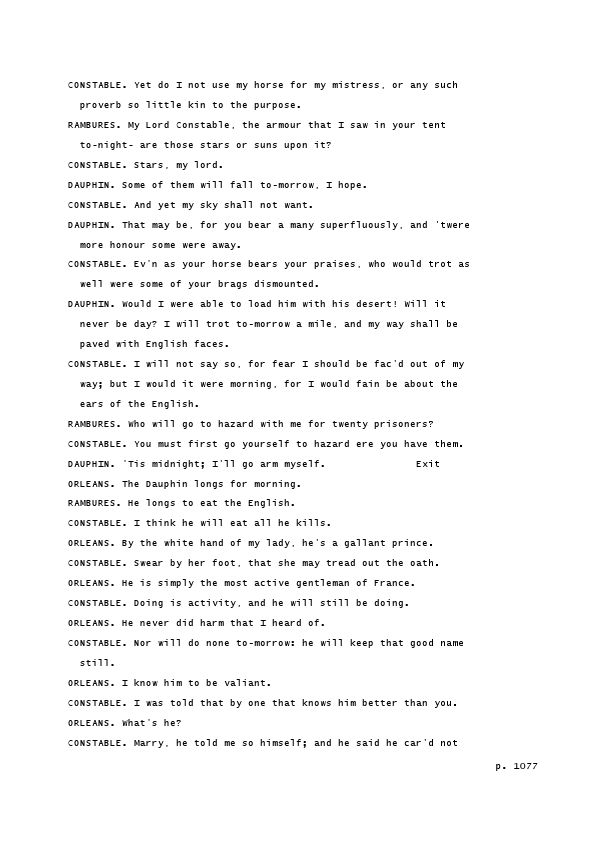 CONSTABLE. Yet do I not use my horse for my mistress, or any such
proverb so little kin to the purpose.
RAMBURES. My Lord Constable, the armour that I saw in your tent
to-night- are those stars or suns upon it?
CONSTABLE. Stars, my lord.
DAUPHIN. Some of them will fall to-morrow, I hope.
CONSTABLE. And yet my sky shall not want.
DAUPHIN. That may be, for you bear a many superfluously, and 'twere
more honour some were away.
CONSTABLE. Ev'n as your horse bears your praises, who would trot as
well were some of your brags dismounted.
DAUPHIN. Would I were able to load him with his desert! Will it
never be day? I will trot to-morrow a mile, and my way shall be
paved with English faces.
CONSTABLE. I will not say so, for fear I should be fac'd out of my
way; but I would it were morning, for I would fain be about the
ears of the English.
RAMBURES. Who will go to hazard with me for twenty prisoners?
CONSTABLE. You must first go yourself to hazard ere you have them.
DAUPHIN. 'Tis midnight; I'll go arm myself. Exit
ORLEANS. The Dauphin longs for morning.
RAMBURES. He longs to eat the English.
CONSTABLE. I think he will eat all he kills.
ORLEANS. By the white hand of my lady, he's a gallant prince.
CONSTABLE. Swear by her foot, that she may tread out the oath.
ORLEANS. He is simply the most active gentleman of France.
CONSTABLE. Doing is activity, and he will still be doing.
ORLEANS. He never did harm that I heard of.
CONSTABLE. Nor will do none to-morrow: he will keep that good name
still.
ORLEANS. I know him to be valiant.
CONSTABLE. I was told that by one that knows him better than you.
ORLEANS. What's he?
CONSTABLE. Marry, he told me so himself; and he said he car'd not
p. 1077